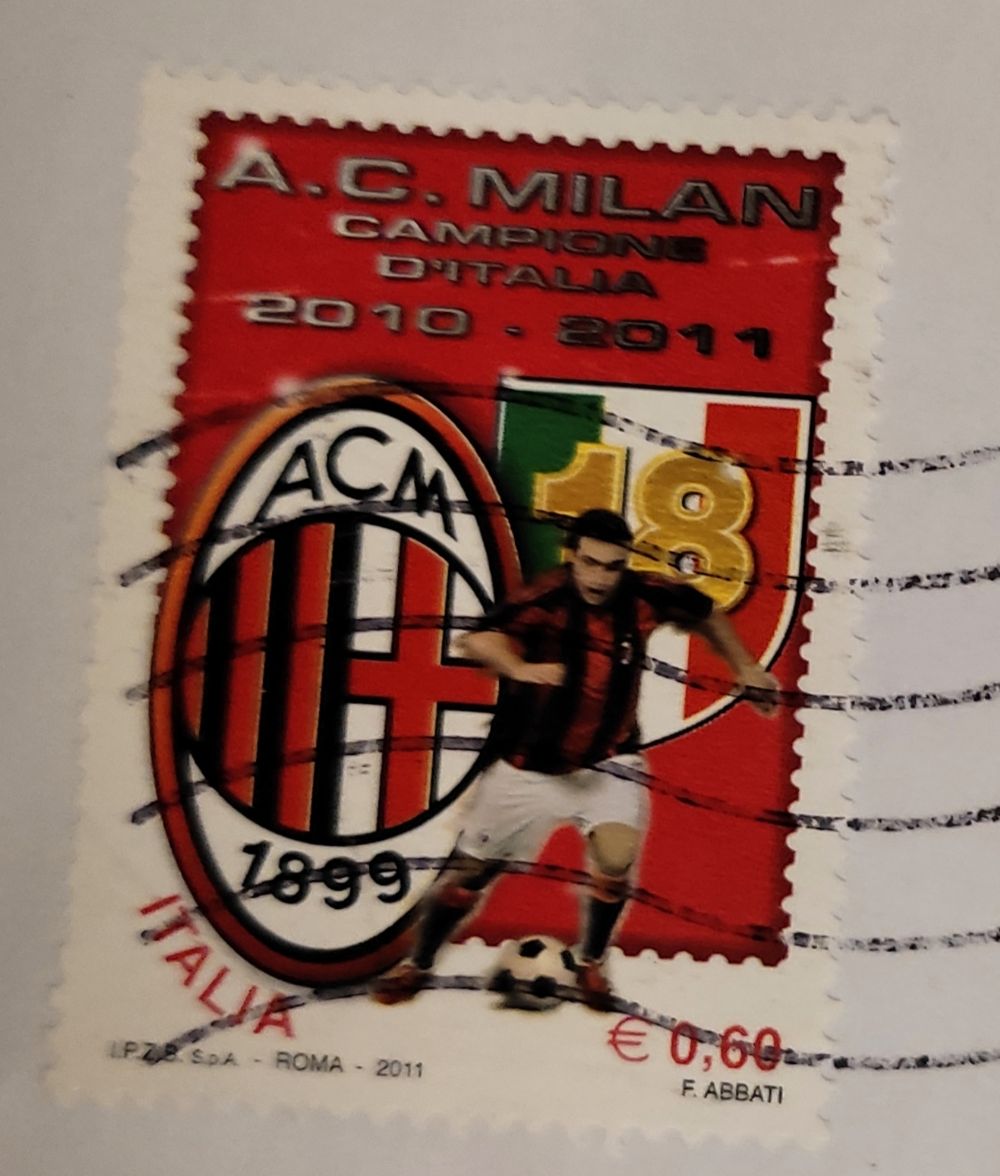 A.C. MILAN
CAMPIONE
D'ITALIA
2010 - 2011
18
ACM
1899
ITALIA
€ 0,60
I.P.Z.S. S.p.A. - ROMA - 2011
F. ABBATI